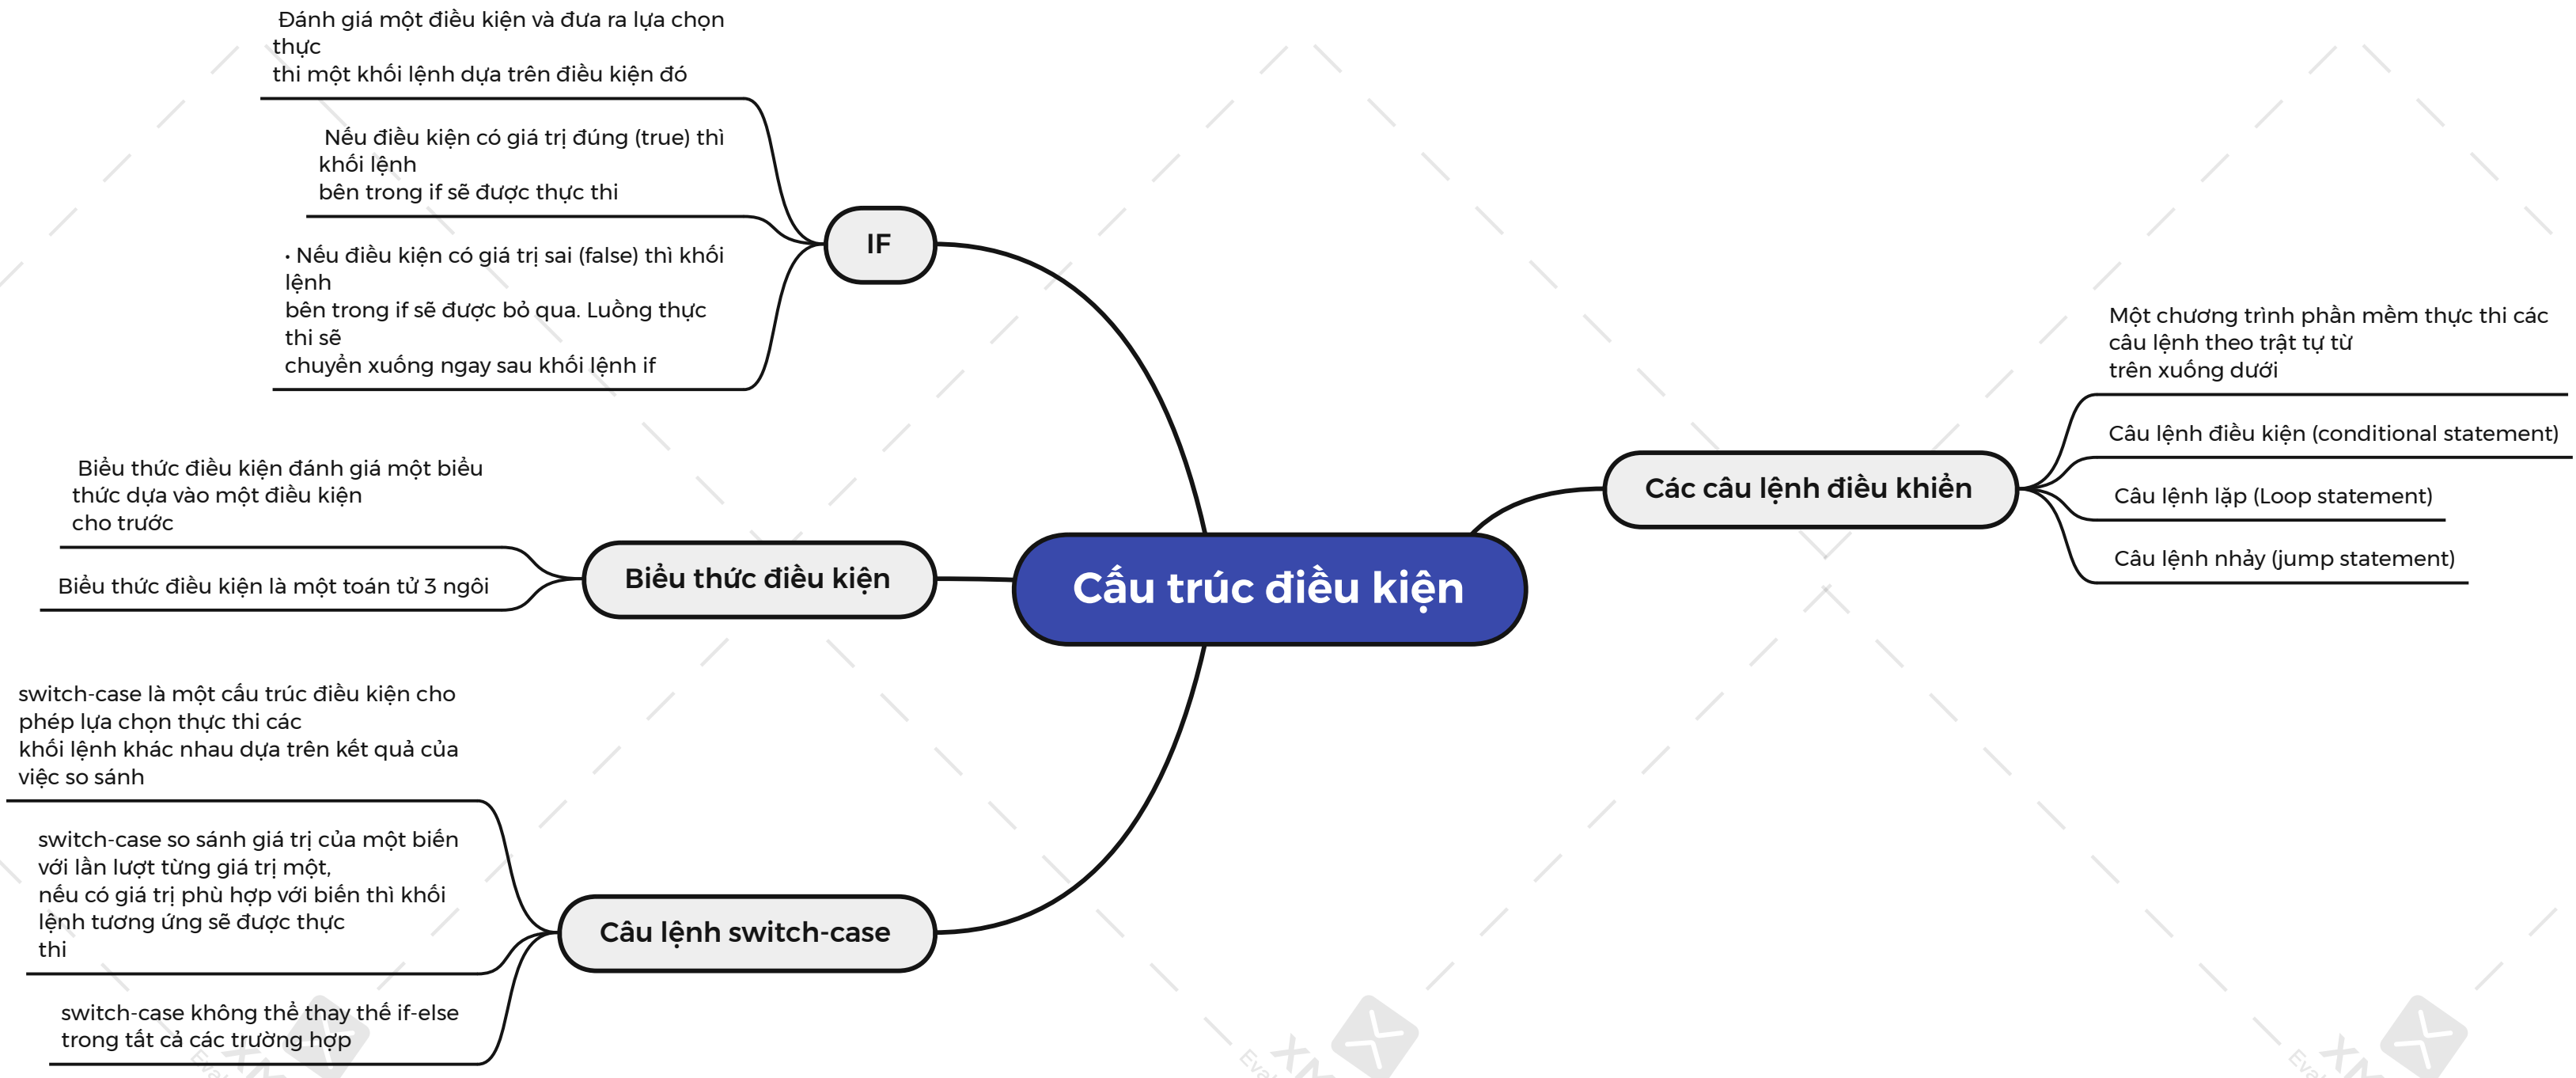 Đánh giá một điều kiện và đưa ra lựa chọn
thực
thi một khối lệnh dựa trên điều kiện đó
Nếu điều kiện có giá trị đúng (true) thì
khối lệnh
bên trong if sẽ được thực thi
• Nếu điều kiện có giá trị sai (false) thì khối
lệnh
bên trong if sẽ được bỏ qua. Luồng thực
thi sẽ
chuyển xuống ngay sau khối lệnh if
IF
Biểu thức điều kiện đánh giá một biểu
thức dựa vào một điều kiện
cho trước
Biểu thức điều kiện là một toán tử 3 ngôi
Biểu thức điều kiện
switch-case là một cấu trúc điều kiện cho
phép lựa chọn thực thi các
khối lệnh khác nhau dựa trên kết quả của
việc so sánh
switch-case so sánh giá trị của một biến
với lần lượt từng giá trị một,
nếu có giá trị phù hợp với biến thì khối
lệnh tương ứng sẽ được thực
thi
switch-case không thể thay thế if-else
trong tất cả các trường hợp
Câu lệnh switch-case
Cấu trúc điều kiện
Các câu lệnh điều khiển
Một chương trình phần mềm thực thi các
câu lệnh theo trật tự từ
trên xuống dưới
Câu lệnh điều kiện (conditional statement)
Câu lệnh lặp (Loop statement)
Câu lệnh nhảy (jump statement)